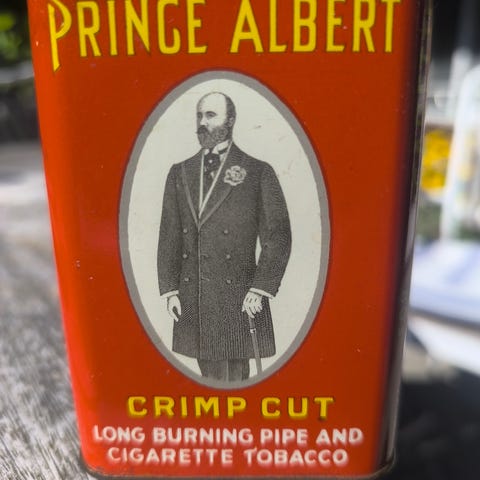 PRINCE ALBERT
CRIMP CUT
LONG BURNING PIPE AND
CIGARETTE TOBACCO